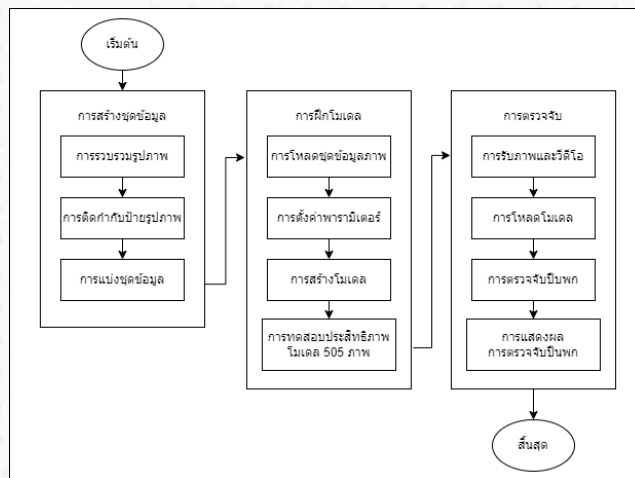 เริ่มต้น
การสร้างชุดข้อมูล
การรวบรวมรูปภาพ
การติดกำกับป้ายรูปภาพ
การแบ่งชุดข้อมูล
การฝึกโมเดล
การโหลดชุดข้อมูลภาพ
การตั้งค่าพารามิเตอร์
การสร้างโมเดล
การทดสอบประสิทธิภาพ
โมเดล 505 ภาพ
การตรวจจับ
การรับภาพและวีดีโอ
การโหลดโมเดล
การตรวจจับปืนพก
การแสดงผล
การตรวจจับปืนพก
สิ้นสุด